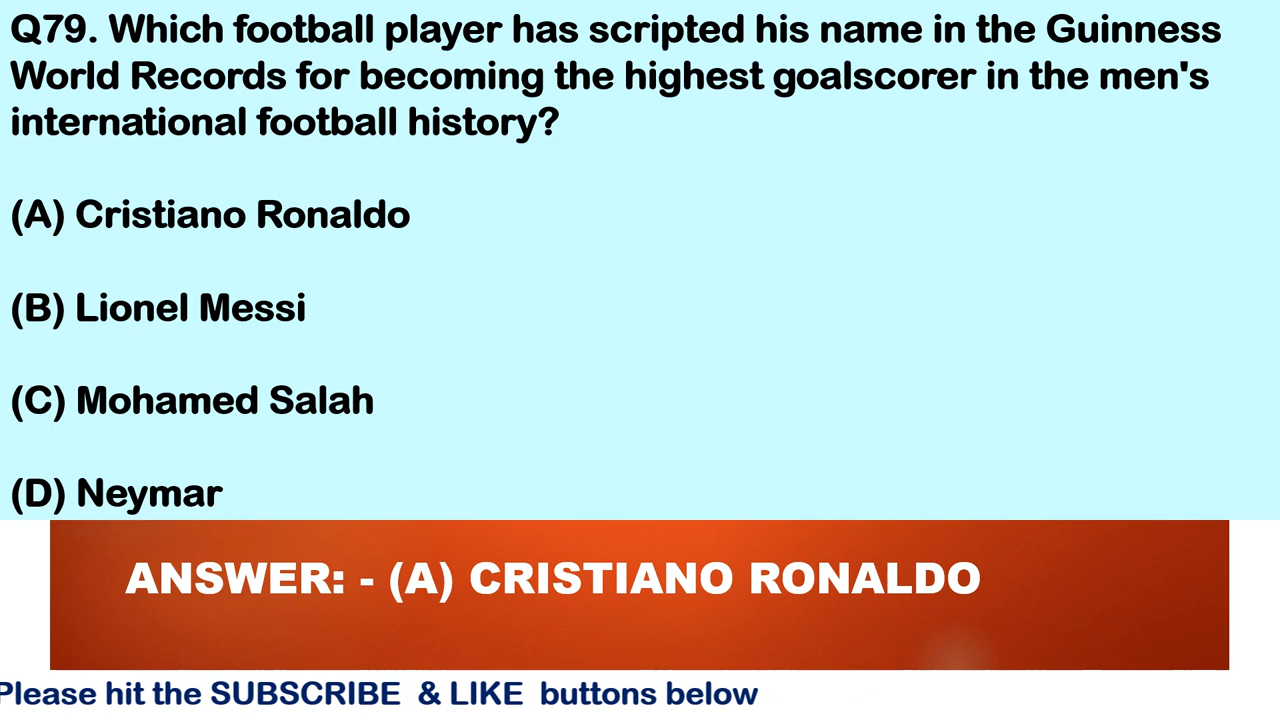 Q79. Which football player has scripted his name in the Guinness
World Records for becoming the highest goalscorer in the men's
international football history?
(A) Cristiano Ronaldo
(B) Lionel Messi
(C) Mohamed Salah
(D) Neymar
ANSWER: - (A) CRISTIANO RONALDO
Please hit the SUBSCRIBE & LIKE buttons below